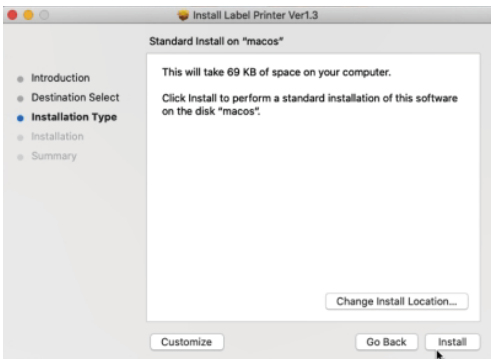 Install Label Printer Ver1.3
Standard Install on "macos"
Introduction
Destination Select
Installation Type
Installation
Summary
This will take 69 KB of space on your computer.
Click Install to perform a standard installation of this software
on the disk "macos".
Change Install Location...
Customize
Go Back
Install